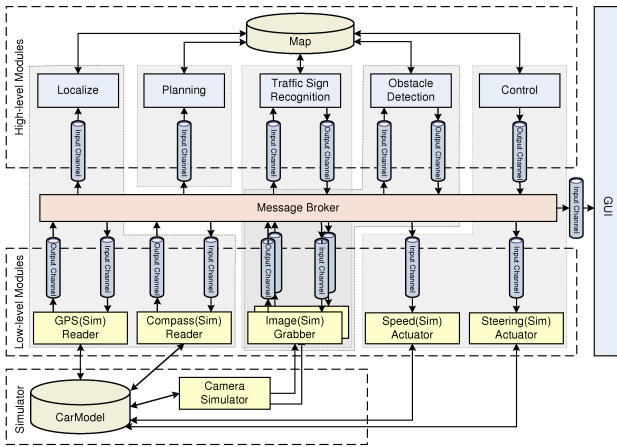 Map
High-level Modules
Localize
Planning
Traffic Sign
Recognition
Obstacle
Detection
Control
Input Channel
Input Channel
Input Channel
Output Channel
Input Channel
Output Channel
Output Channel
Message Broker
Input Channel
GUI
Low-level Modules
Output Channel
Input Channel
Output Channel
Input Channel
Output Channel
Input Channel
Input Channel
Input Channel
GPS(Sim)
Reader
Compass(Sim)
Reader
Image(Sim)
Grabber
Speed(Sim)
Actuator
Steering(Sim)
Actuator
Simulator
CarModel
Camera
Simulator